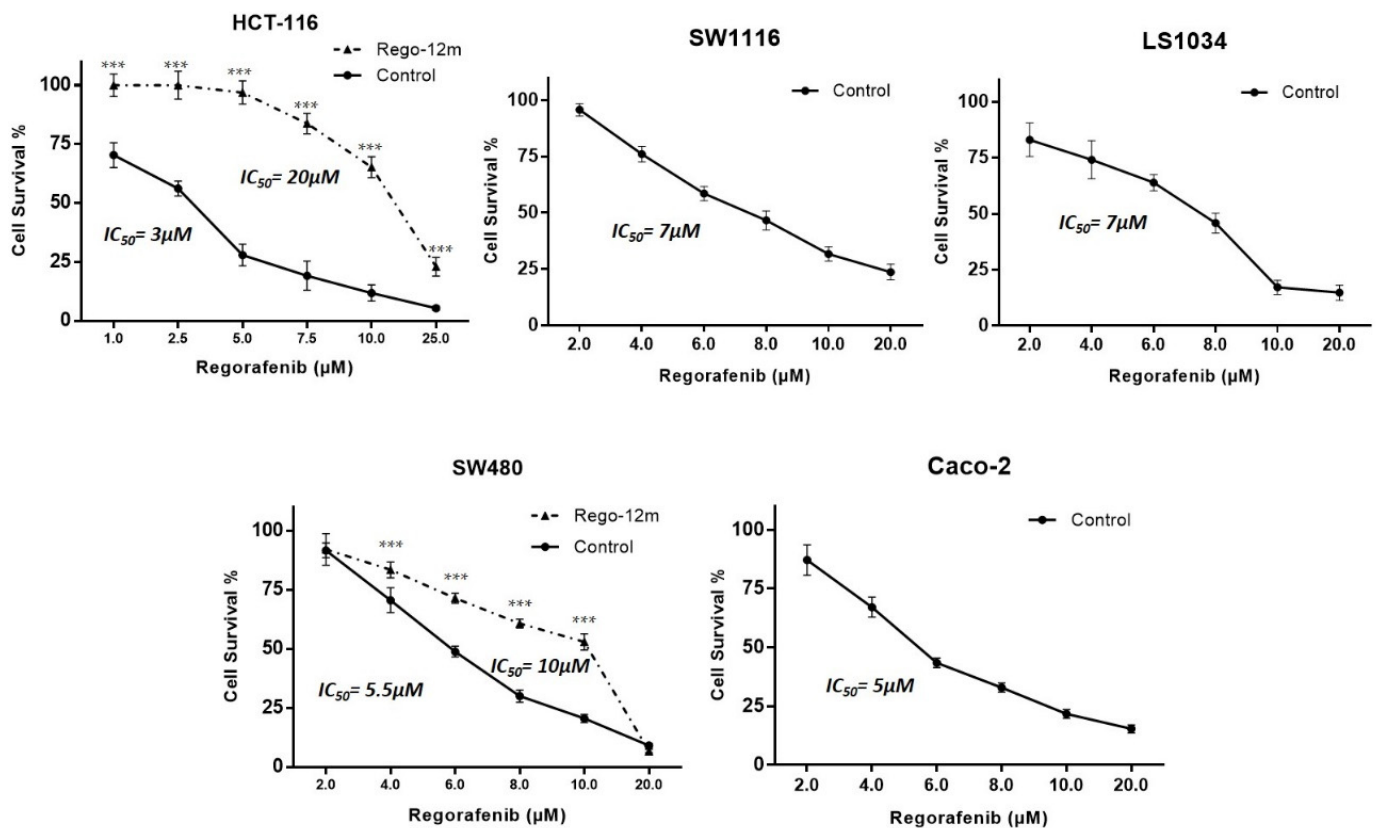 HCT-116
Rego-12m
Control
***
***
***
***
***
***
IC50= 20µM
IC50= 3µM
Cell Survival %
100
75
50
25
0
1.0 2.5 5.0 7.5 10.0 25.0
Regorafenib (µM)
SW1116
Control
IC50= 7µM
Cell Survival %
100
75
50
25
0
2.0 4.0 6.0 8.0 10.0 20.0
Regorafenib (µM)
LS1034
Control
IC50= 7µM
Cell Survival %
100
75
50
25
0
2.0 4.0 6.0 8.0 10.0 20.0
Regorafenib (µM)
SW480
Rego-12m
Control
***
***
***
***
IC50= 10µM
IC50= 5.5µM
Cell Survival %
100
75
50
25
0
2.0 4.0 6.0 8.0 10.0 20.0
Regorafenib (µM)
Caco-2
Control
IC50= 5µM
Cell Survival %
100
75
50
25
0
2.0 4.0 6.0 8.0 10.0 20.0
Regorafenib (µM)